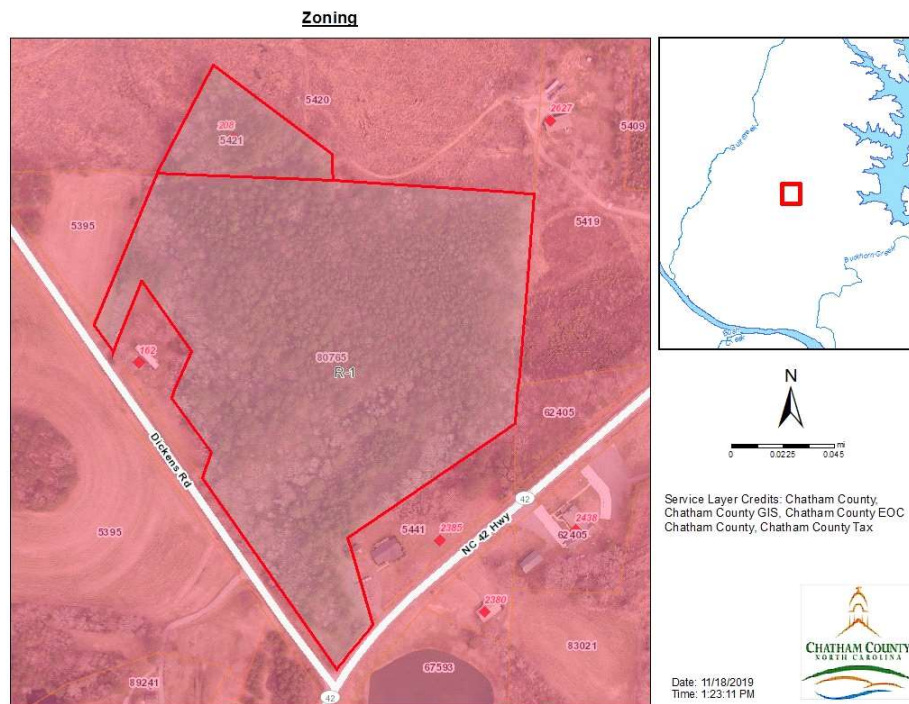 Zoning
5420
2627
208
5421
5409
5395
5419
162
80765
R-1
62405
Dickens Rd
42
5395
5441
2385
NC 42 Hwy
2438
62405
2380
83021
67593
89241
42
Buckhorn Creek
N
0 0.0225 0.045 mi
Service Layer Credits: Chatham County,
Chatham County GIS, Chatham County EOC
Chatham County, Chatham County Tax
CHATHAM COUNTY
NORTH CAROLINA
Date: 11/18/2019
Time: 1:23:11 PM